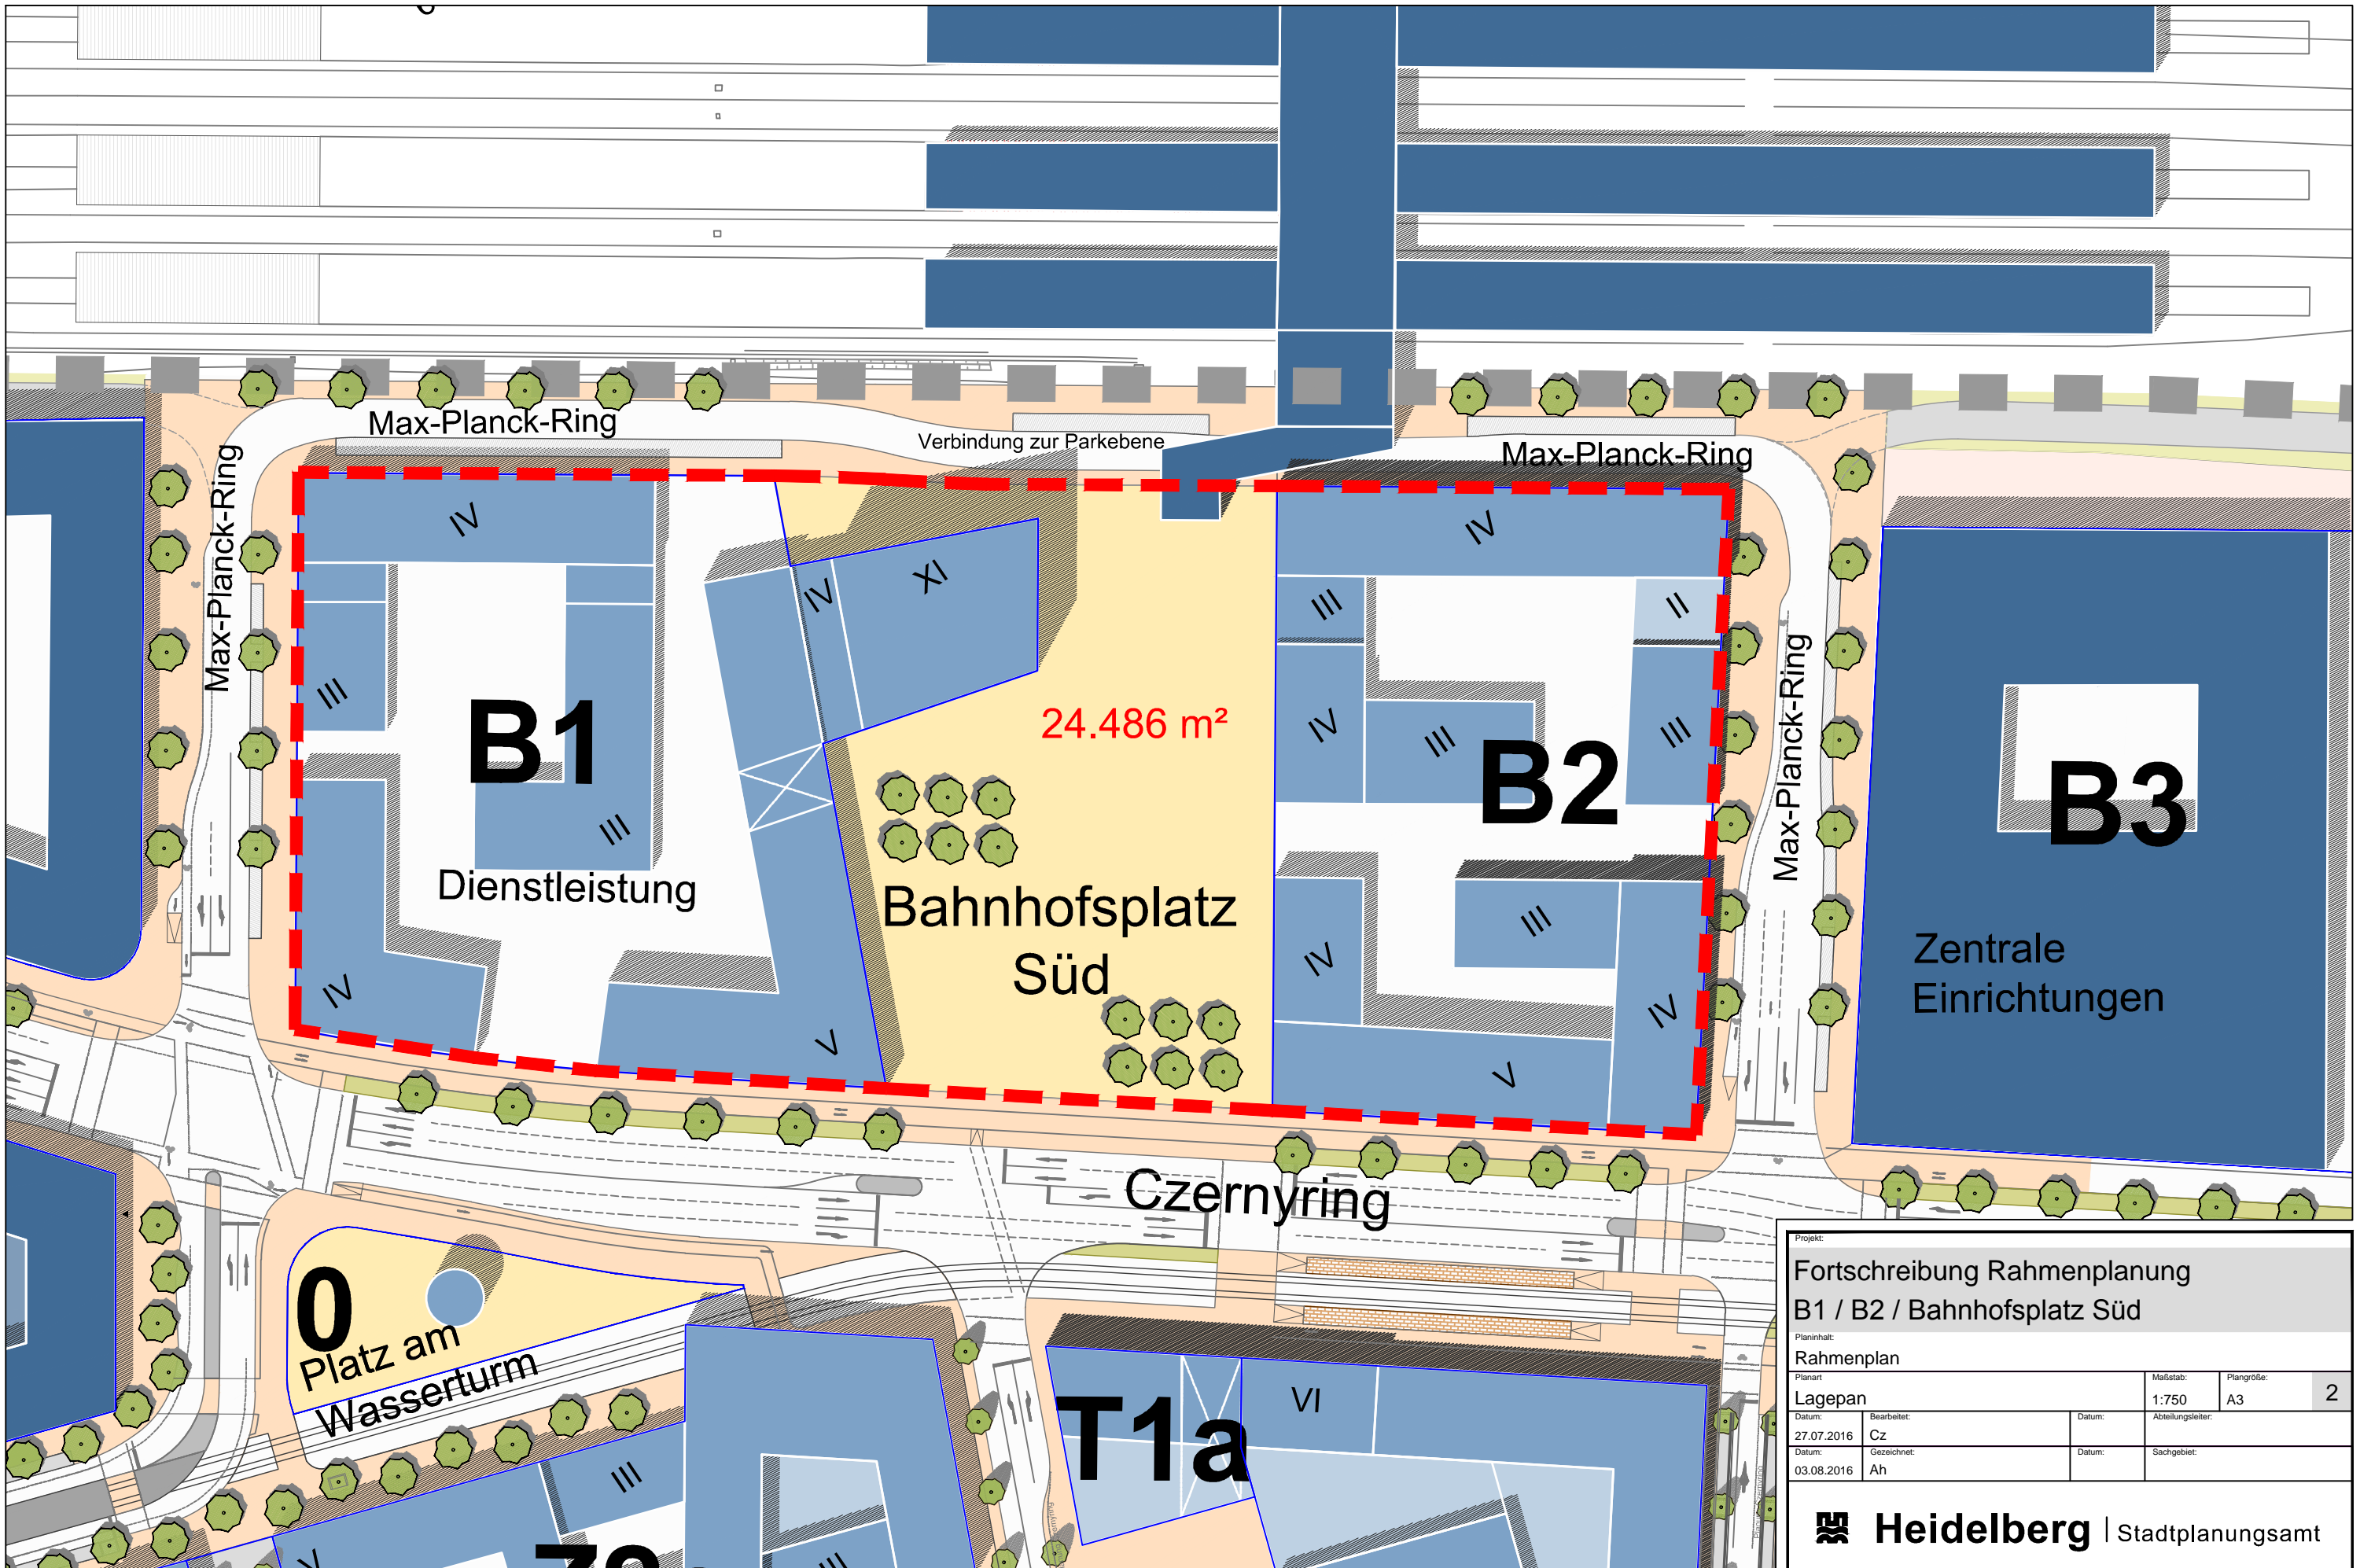 Max-Planck-Ring
Verbindung zur Parkebene
Max-Planck-Ring
Max-Planck-Ring
IV
IV
IV
XI
III
II
III
B1
24.486 m²
IV
III
B2
III
Max-Planck-Ring
B3
III
Dienstleistung
Bahnhofsplatz
Süd
III
IV
IV
IV
V
V
Zentrale
Einrichtungen
Czernyring
0
Platz am
Wasserturm
T1a
VI
III
V
III
Projekt:
Fortschreibung Rahmenplanung
B1 / B2 / Bahnhofsplatz Süd
Planinhalt:
Rahmenplan
Planart
Lagepan
Maßstab:
1:750
Plangröße:
A3
2
Datum:
27.07.2016
Bearbeitet:
Cz
Datum:
Abteilungsleiter:
Datum:
03.08.2016
Gezeichnet:
Ah
Datum:
Sachgebiet:
Heidelberg | Stadtplanungsamt